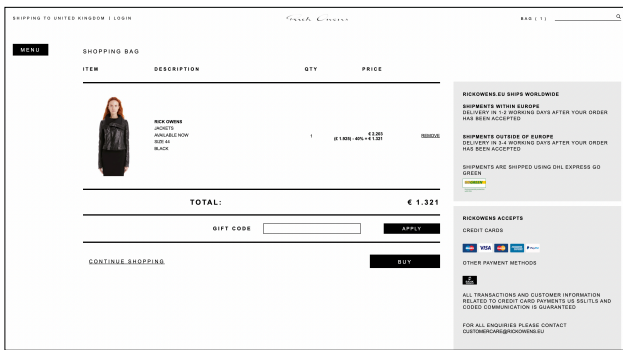 SHIPPING TO UNITED KINGDOM | LOGIN
Rick Owens
BAG ( 1 )
MENU
SHOPPING BAG
ITEM DESCRIPTION QTY PRICE
RICK OWENS
JACKETS
AVAILABLE NOW
SIZE 44
BLACK
1
€ 2.203
(€ 1.835) - 40% = € 1.321
REMOVE
TOTAL: € 1.321
GIFT CODE
APPLY
CONTINUE SHOPPING
BUY
RICKOWENS.EU SHIPS WORLDWIDE
SHIPMENTS WITHIN EUROPE
DELIVERY IN 1-2 WORKING DAYS AFTER YOUR ORDER
HAS BEEN ACCEPTED
SHIPMENTS OUTSIDE OF EUROPE
DELIVERY IN 3-4 WORKING DAYS AFTER YOUR ORDER
HAS BEEN ACCEPTED
SHIPMENTS ARE SHIPPED USING DHL EXPRESS GO
GREEN
GOGREEN
RICKOWENS ACCEPTS
CREDIT CARDS
VISA
PayPal
OTHER PAYMENT METHODS
ALL TRANSACTIONS AND CUSTOMER INFORMATION
RELATED TO CREDIT CARD PAYMENTS US SSL/TLS AND
CODED COMMUNICATION IS GUARANTEED
FOR ALL ENQUIRIES PLEASE CONTACT
CUSTOMERCARE@RICKOWENS.EU